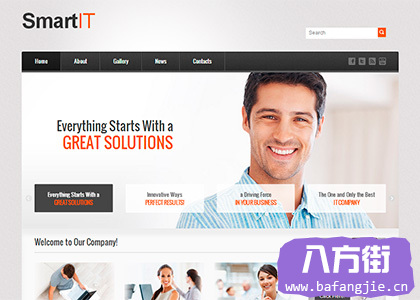 SmartIT
Search
Home About Gallery News Contacts
Everything Starts With a
GREAT SOLUTIONS
Everything Starts With a
GREAT SOLUTIONS
Innovative Ways
PERFECT RESULTS!
a Driving Force
IN YOUR BUSINESS
The One and Only the Best
IT COMPANY
Welcome to Our Company!
Click Here
八方街
www.bafangjie.cn